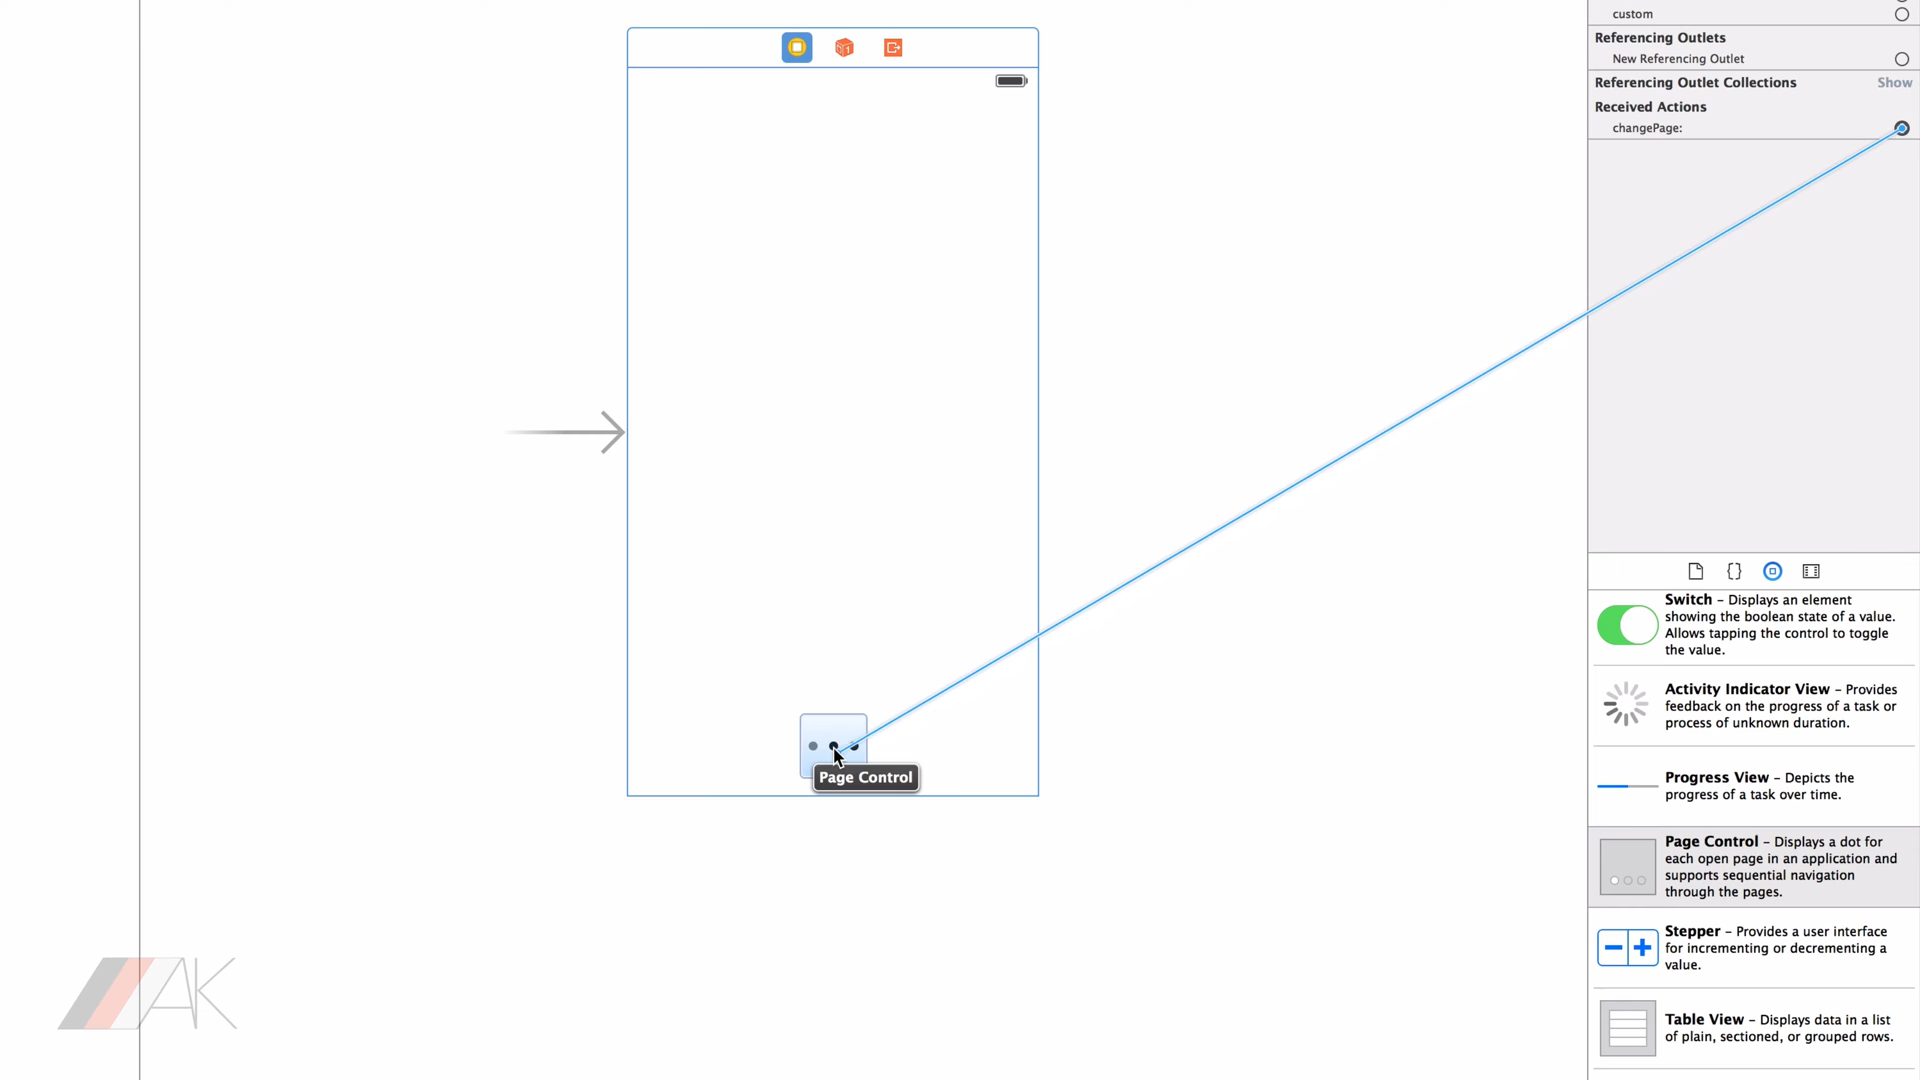 custom
Referencing Outlets
New Referencing Outlet
Referencing Outlet Collections Show
Received Actions
changePage:
Page Control
Switch – Displays an element
showing the boolean state of a value.
Allows tapping the control to toggle
the value.
Activity Indicator View – Provides
feedback on the progress of a task or
process of unknown duration.
Progress View – Depicts the
progress of a task over time.
Page Control – Displays a dot for
each open page in an application and
supports sequential navigation
through the pages.
Stepper – Provides a user interface
for incrementing or decrementing a
value.
Table View – Displays data in a list
of plain, sectioned, or grouped rows.
AK